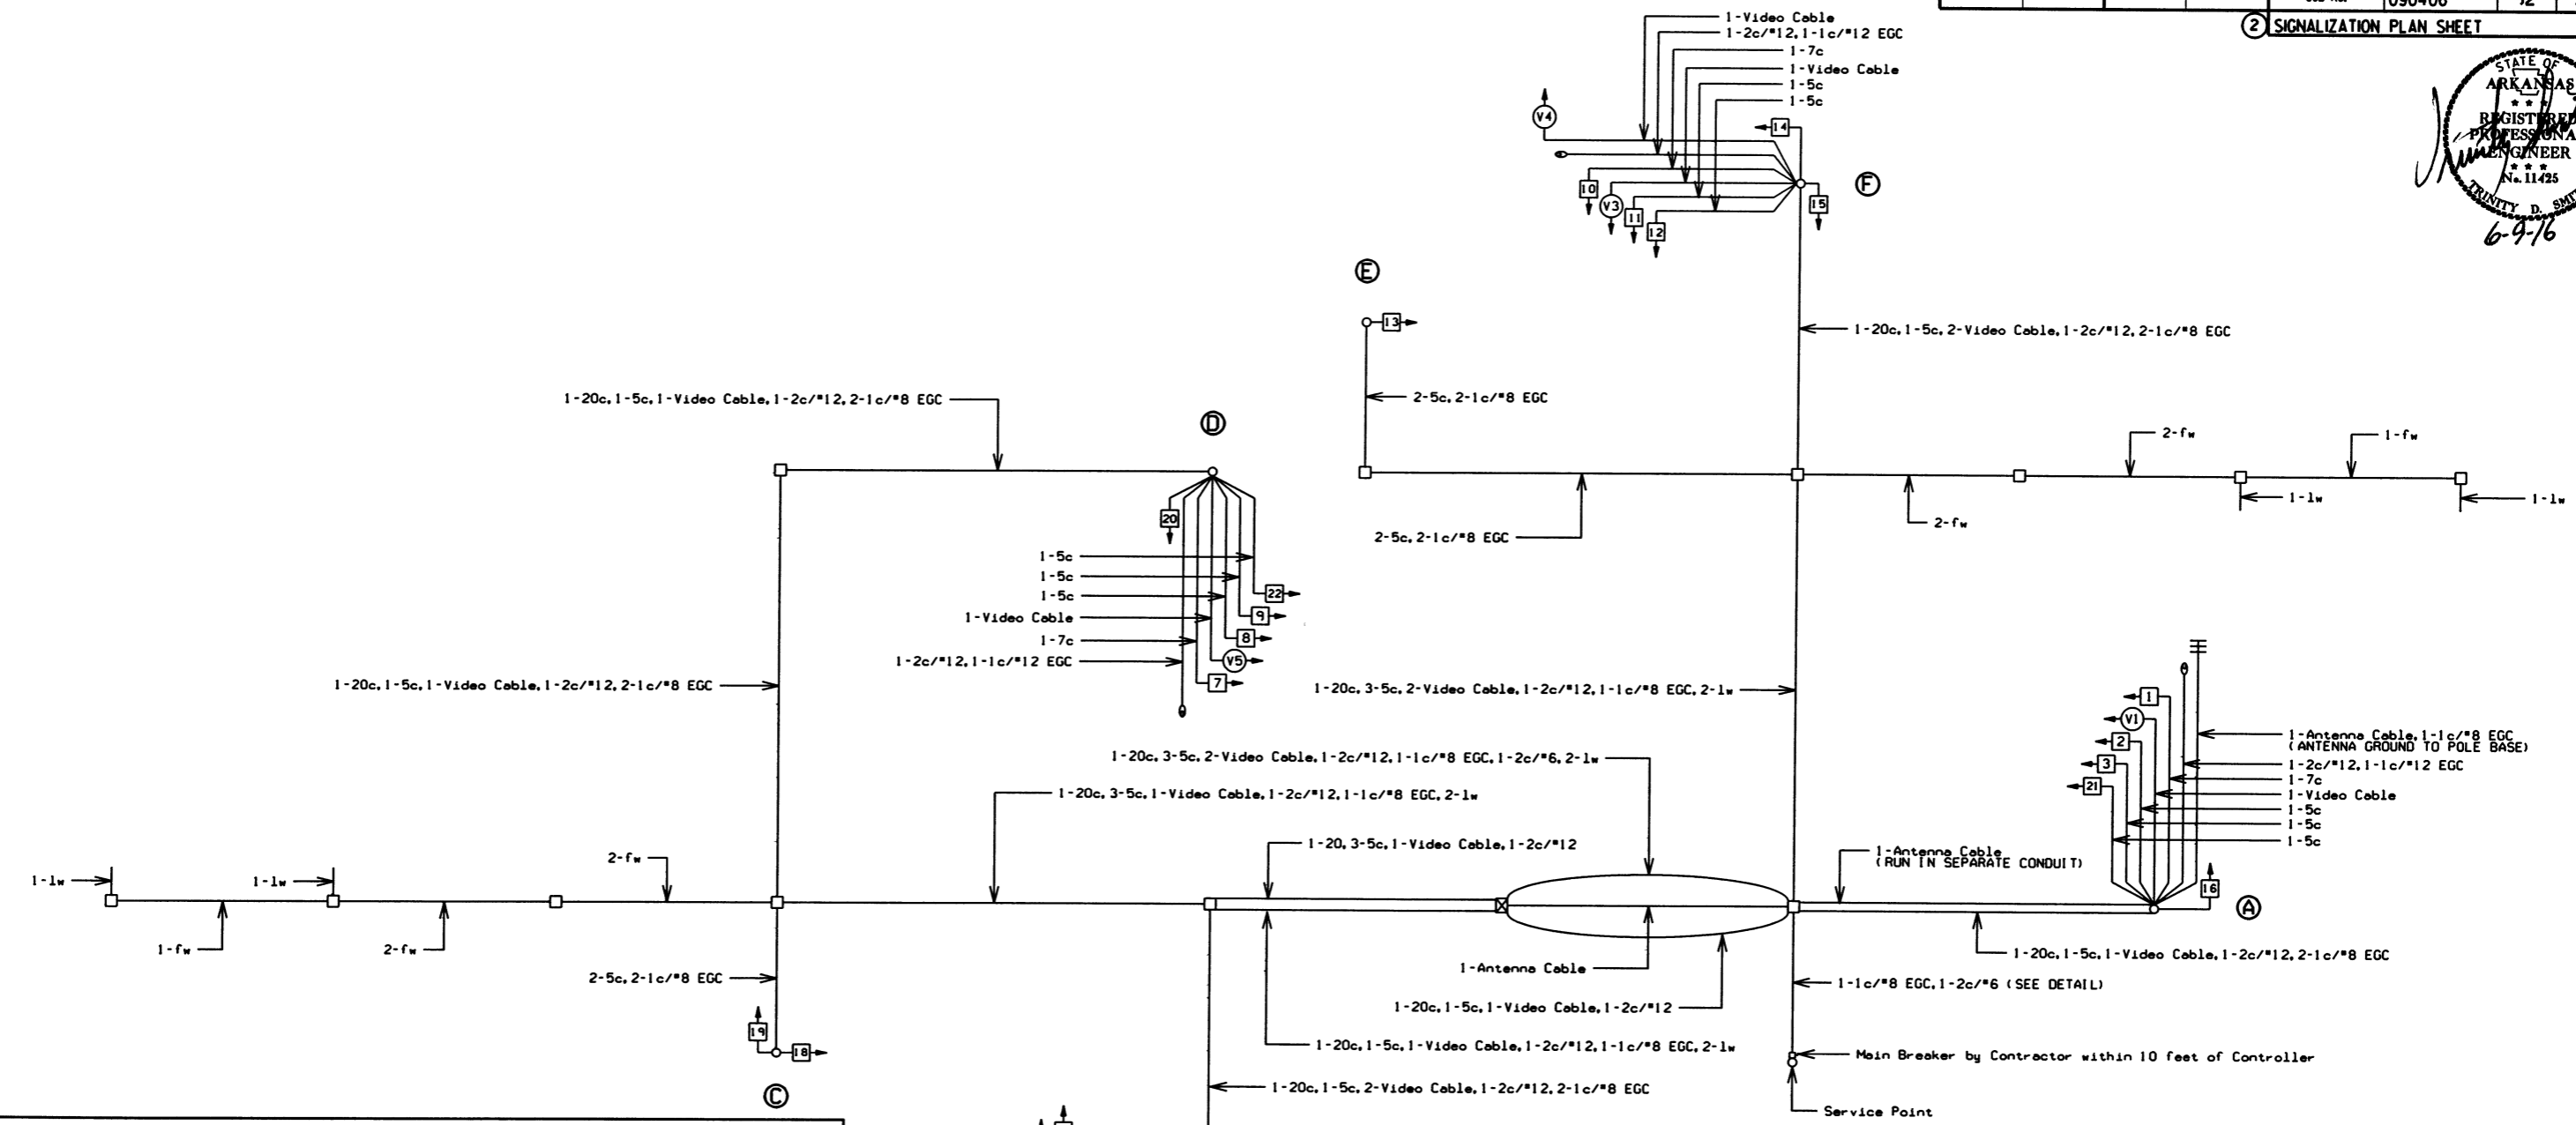 090406
2 SIGNALIZATION PLAN SHEET
STATE OF
ARKANSAS
* * *
REGISTERED
PROFESSIONA
ENGINEER
* * *
No. 11425
TRINITY D. SMI
6-9-16
1-Video Cable
1-2c/#12,1-1c/#12 EGC
1-7c
1-Video Cable
1-5c
1-5c
V4
14
10
V3
11
12
15
F
E
13
1-20c,1-5c,2-Video Cable,1-2c/#12,2-1c/#8 EGC
1-20c,1-5c,1-Video Cable,1-2c/#12,2-1c/#8 EGC
2-5c,2-1c/#8 EGC
D
2-fw
1-fw
1-lw
1-lw
2-5c,2-1c/#8 EGC
2-fw
20
1-5c
1-5c
1-5c
1-Video Cable
1-7c
1-2c/#12,1-1c/#12 EGC
22
9
8
V5
7
1-20c,1-5c,1-Video Cable,1-2c/#12,2-1c/#8 EGC
1-20c,3-5c,2-Video Cable,1-2c/#12,1-1c/#8 EGC,2-lw
1
V1
2
3
21
1-Antenna Cable,1-1c/#8 EGC
(ANTENNA GROUND TO POLE BASE)
1-2c/#12,1-1c/#12 EGC
1-7c
1-Video Cable
1-5c
1-5c
1-5c
1-20c,3-5c,2-Video Cable,1-2c/#12,1-1c/#8 EGC,1-2c/#6,2-lw
1-20c,3-5c,1-Video Cable,1-2c/#12,1-1c/#8 EGC,2-lw
1-20,3-5c,1-Video Cable,1-2c/#12
1-Antenna Cable
(RUN IN SEPARATE CONDUIT)
16
A
1-lw
1-lw
2-fw
1-fw
2-fw
2-5c,2-1c/#8 EGC
1-Antenna Cable
1-20c,1-5c,1-Video Cable,1-2c/#12,2-1c/#8 EGC
1-1c/#8 EGC,1-2c/#6 (SEE DETAIL)
1-20c,1-5c,1-Video Cable,1-2c/#12
19
18
1-20c,1-5c,1-Video Cable,1-2c/#12,1-1c/#8 EGC,2-lw
Main Breaker by Contractor within 10 feet of Controller
C
1-20c,1-5c,2-Video Cable,1-2c/#12,2-1c/#8 EGC
Service Point